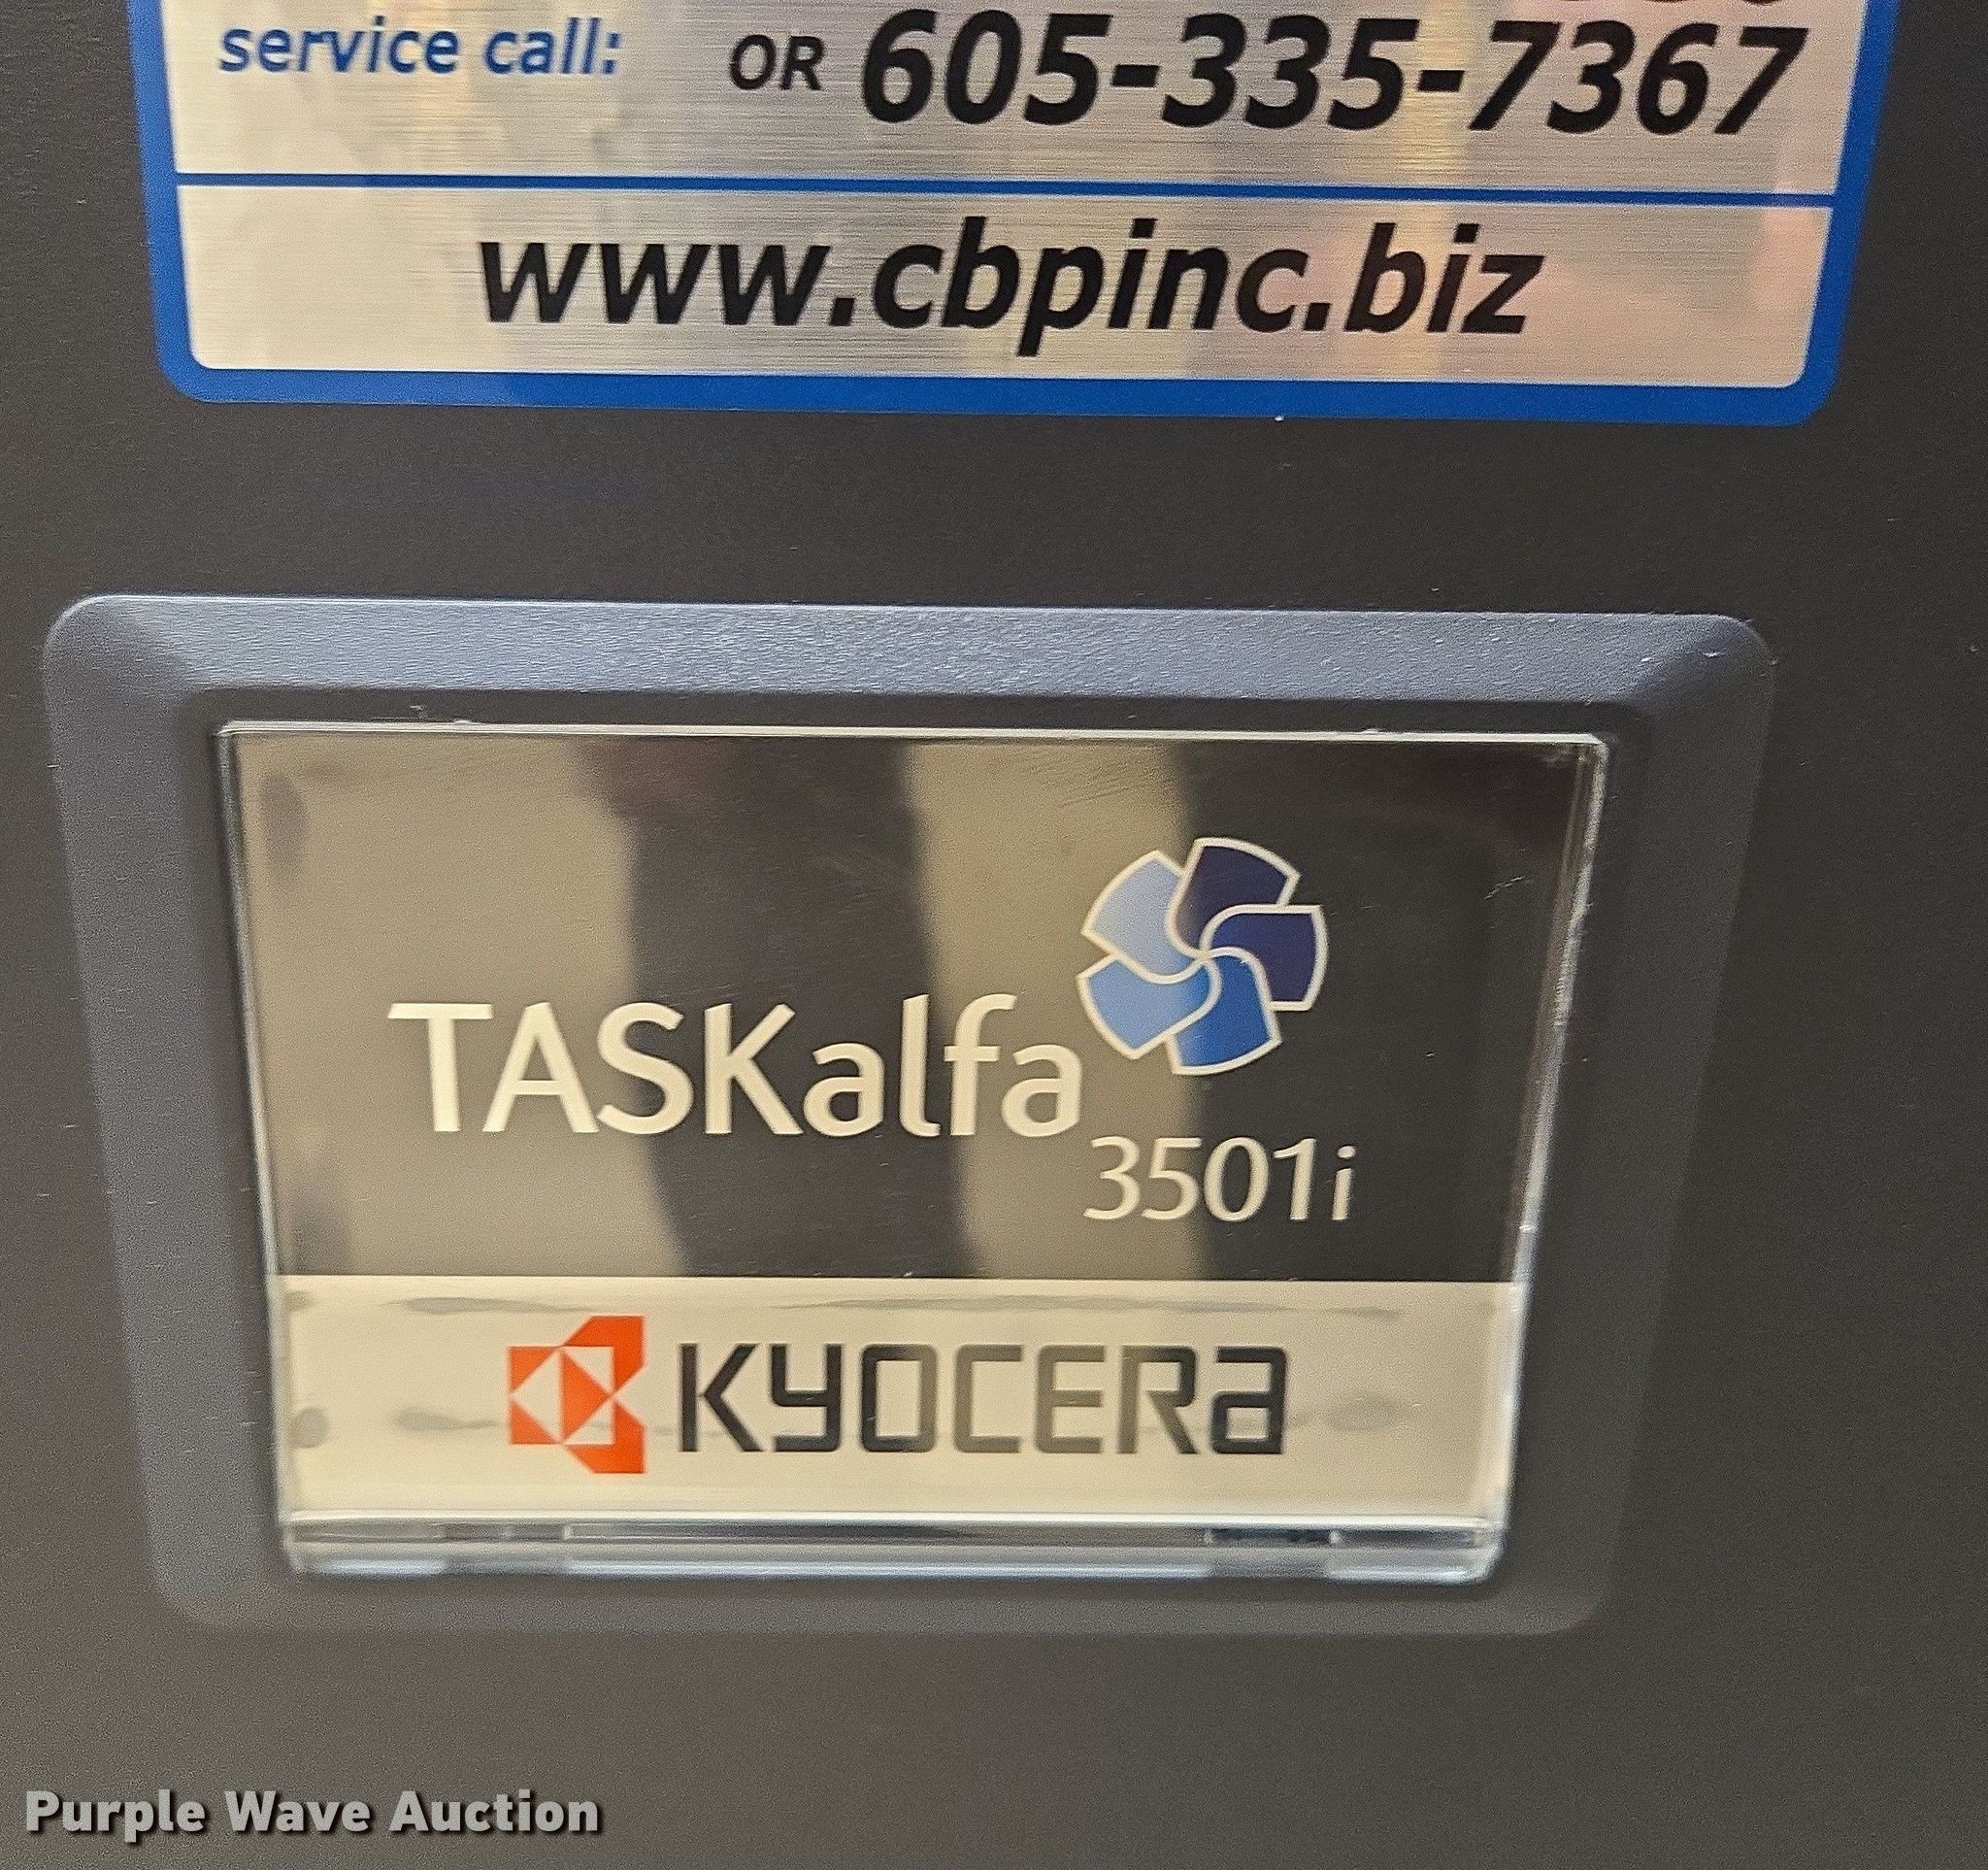 service call: OR 605-335-7367
www.cbpinc.biz
TASKalfa
3501i
KYOCERA
Purple Wave Auction